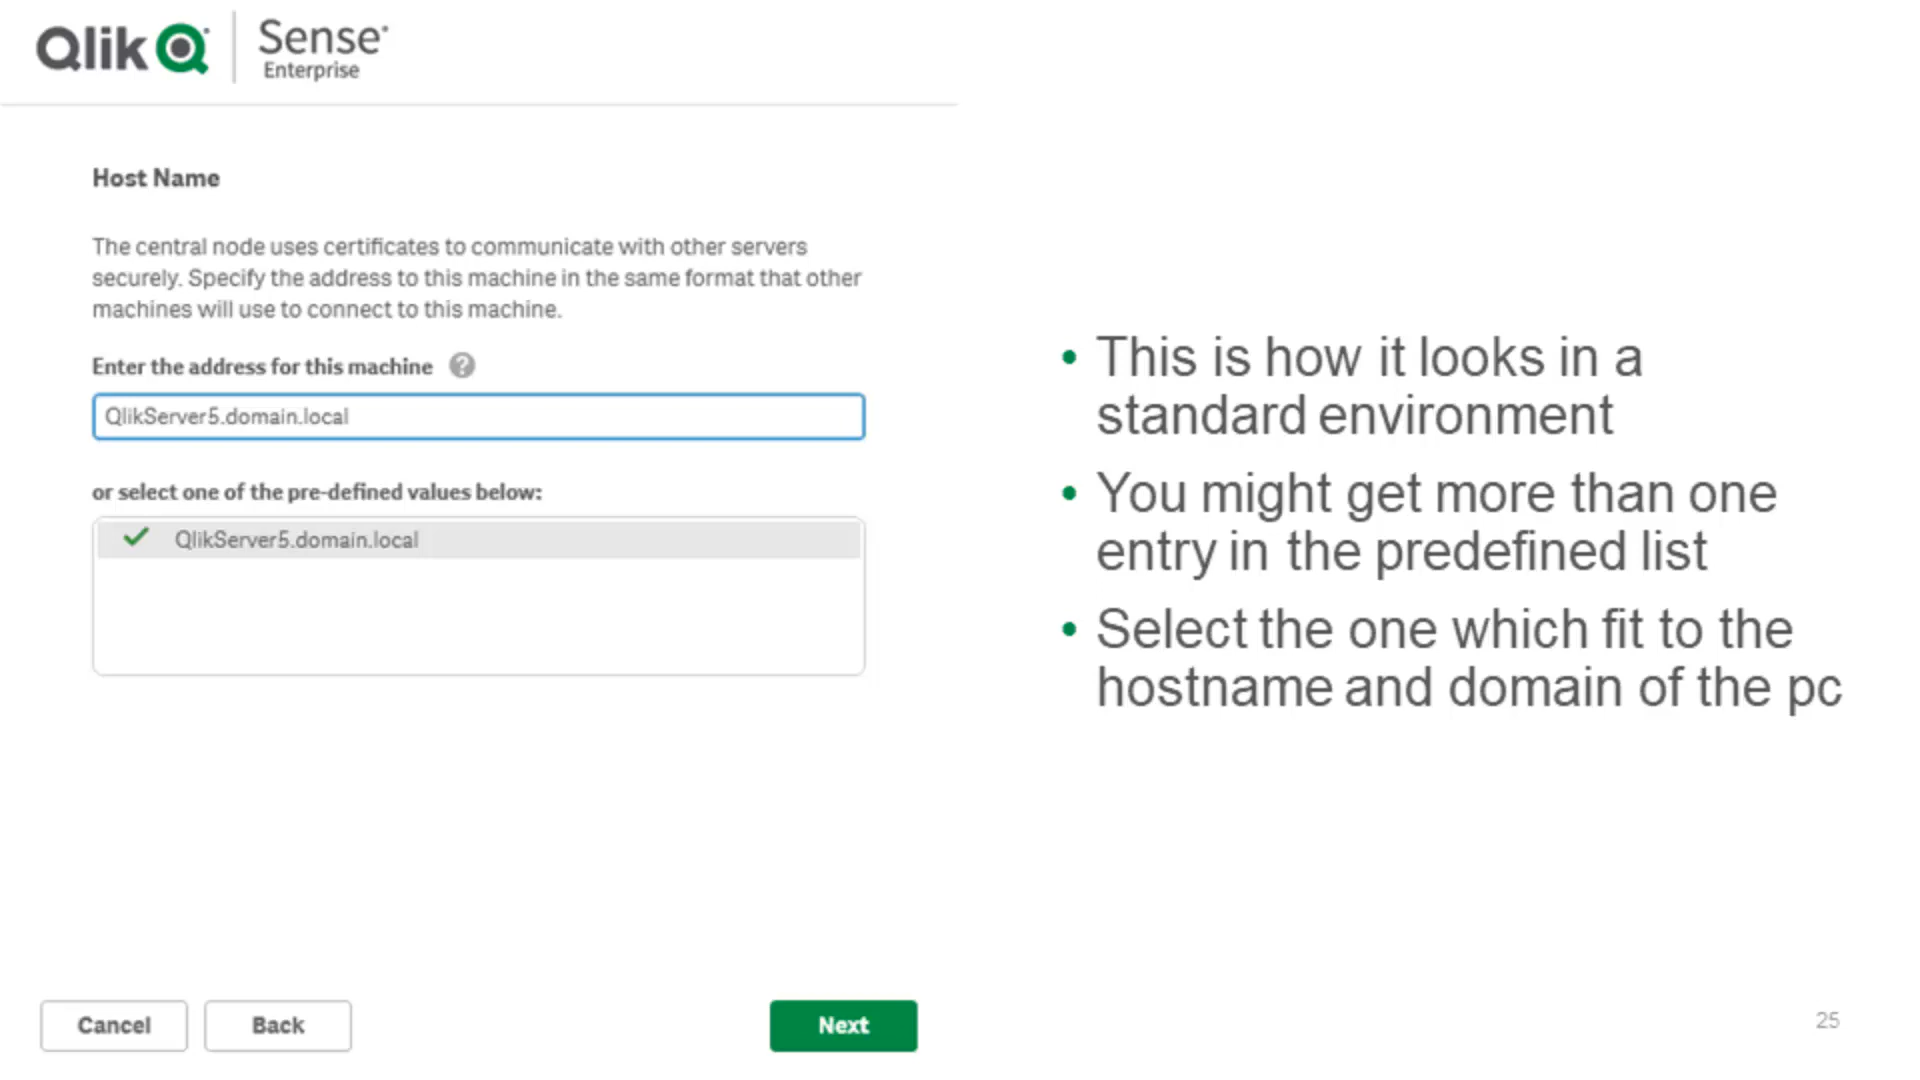 Qlik
Sense
Enterprise
Host Name
The central node uses certificates to communicate with other servers
securely. Specify the address to this machine in the same format that other
machines will use to connect to this machine.
Enter the address for this machine ?
QlikServer5.domain.local
or select one of the pre-defined values below:
QlikServer5.domain.local
Cancel
Back
Next
• This is how it looks in a
standard environment
• You might get more than one
entry in the predefined list
• Select the one which fit to the
hostname and domain of the pc
25